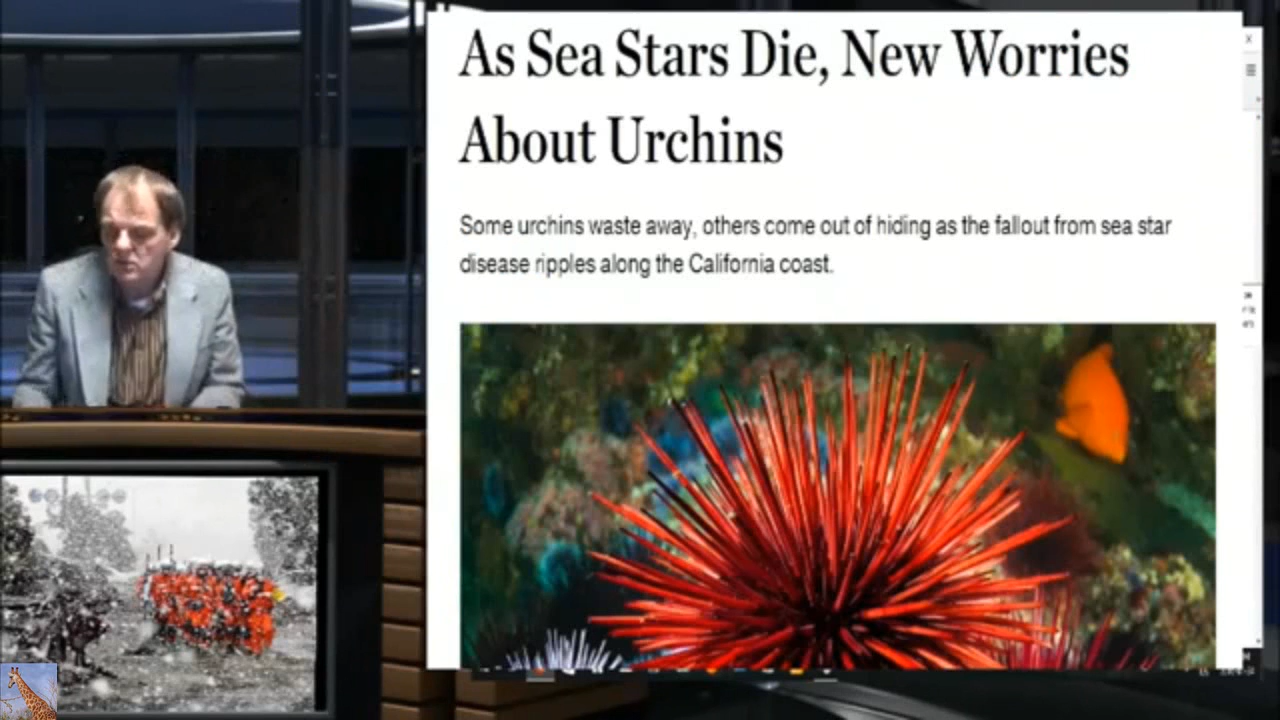 As Sea Stars Die, New Worries
About Urchins
Some urchins waste away, others come out of hiding as the fallout from sea star
disease ripples along the California coast.